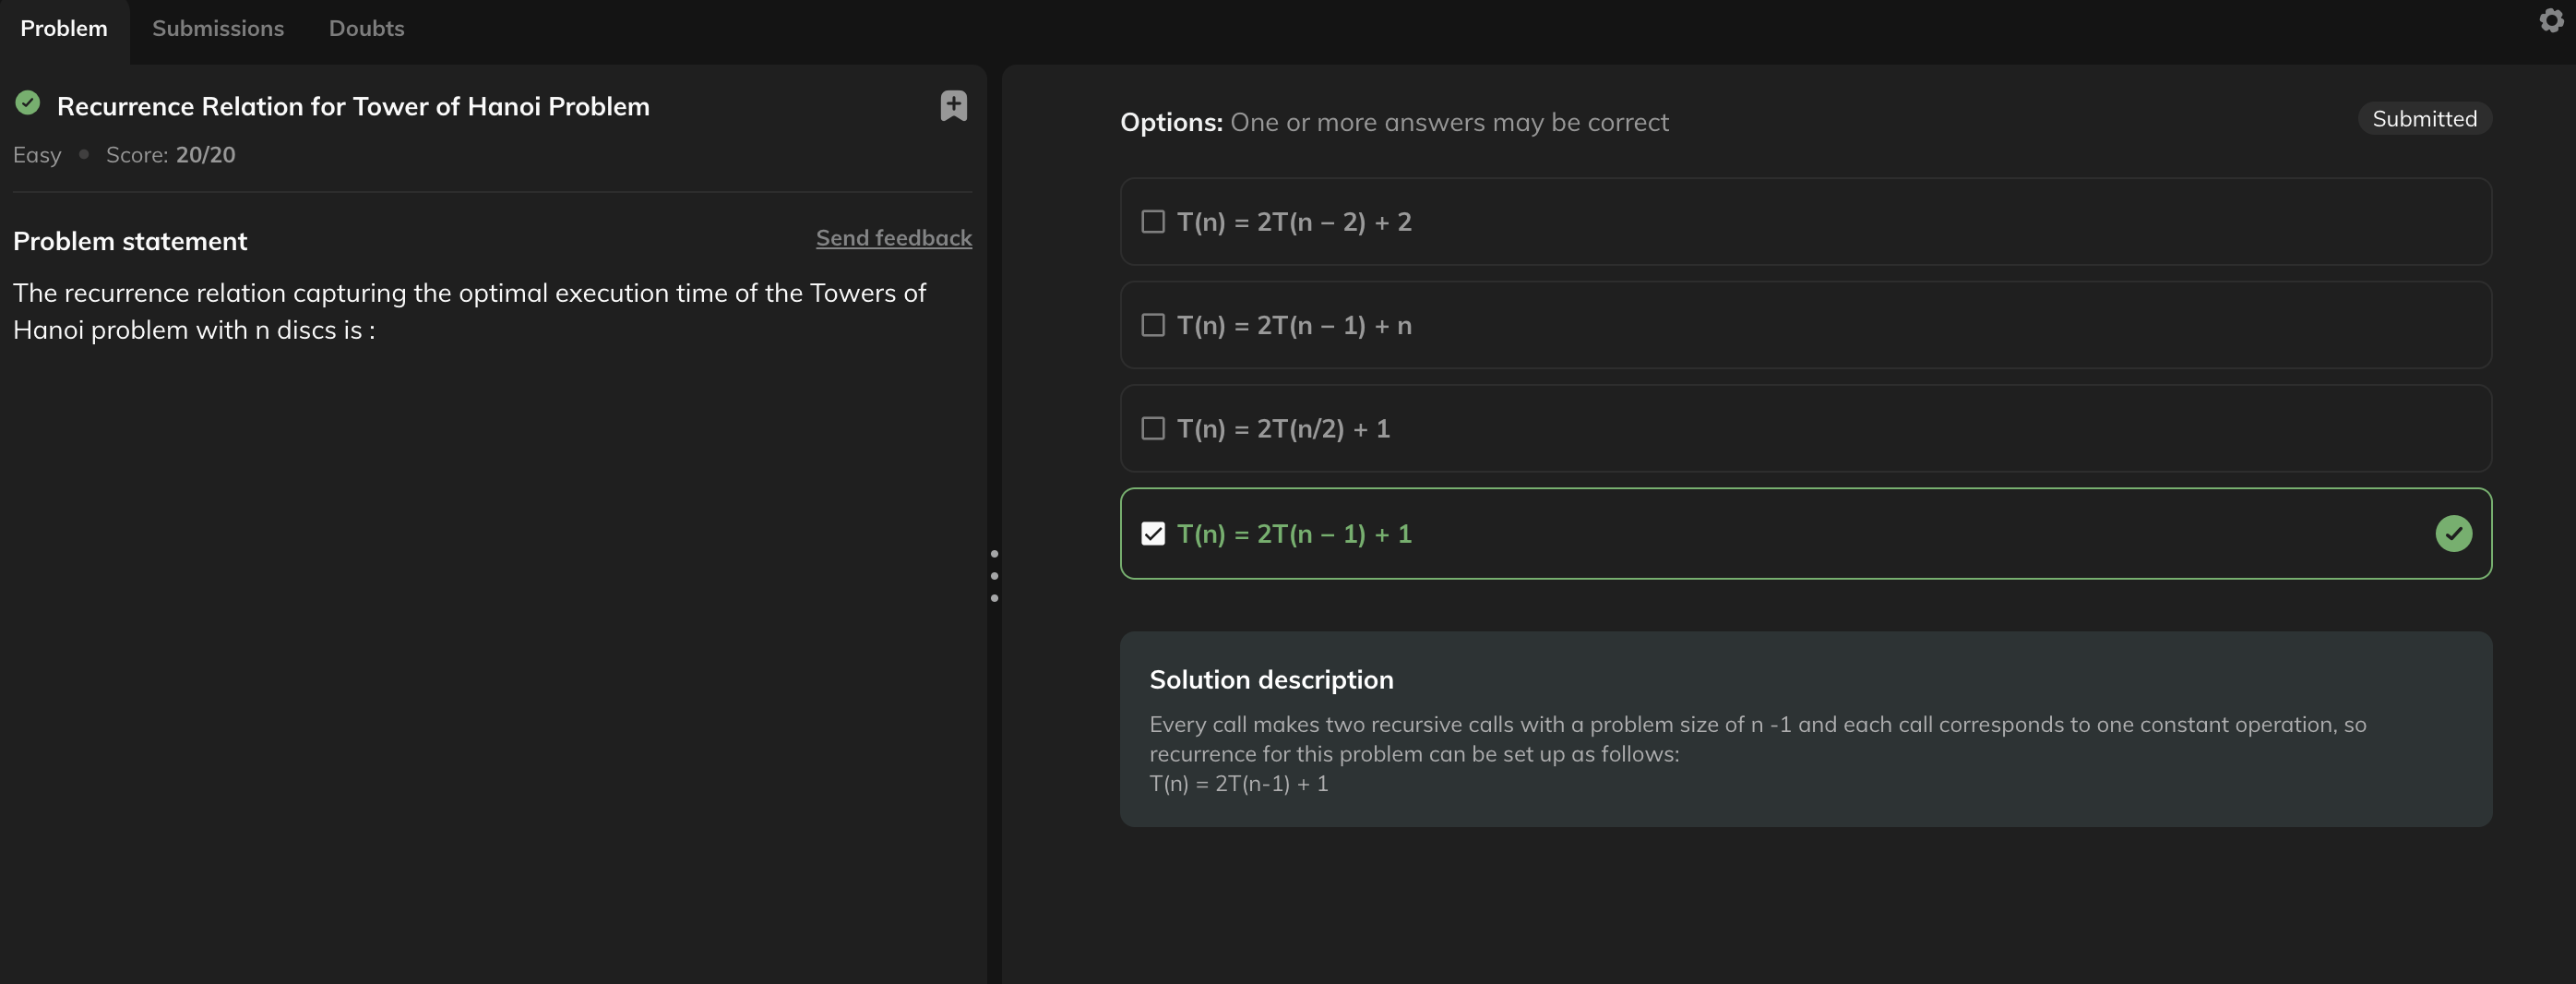 Problem
Submissions
Doubts
Recurrence Relation for Tower of Hanoi Problem
Easy
Score: 20/20
Problem statement
Send feedback
The recurrence relation capturing the optimal execution time of the Towers of
Hanoi problem with n discs is :
Options: One or more answers may be correct
Submitted
T(n) = 2T(n − 2) + 2
T(n) = 2T(n − 1) + n
T(n) = 2T(n/2) + 1
T(n) = 2T(n − 1) + 1
Solution description
Every call makes two recursive calls with a problem size of n -1 and each call corresponds to one constant operation, so
recurrence for this problem can be set up as follows:
T(n) = 2T(n-1) + 1